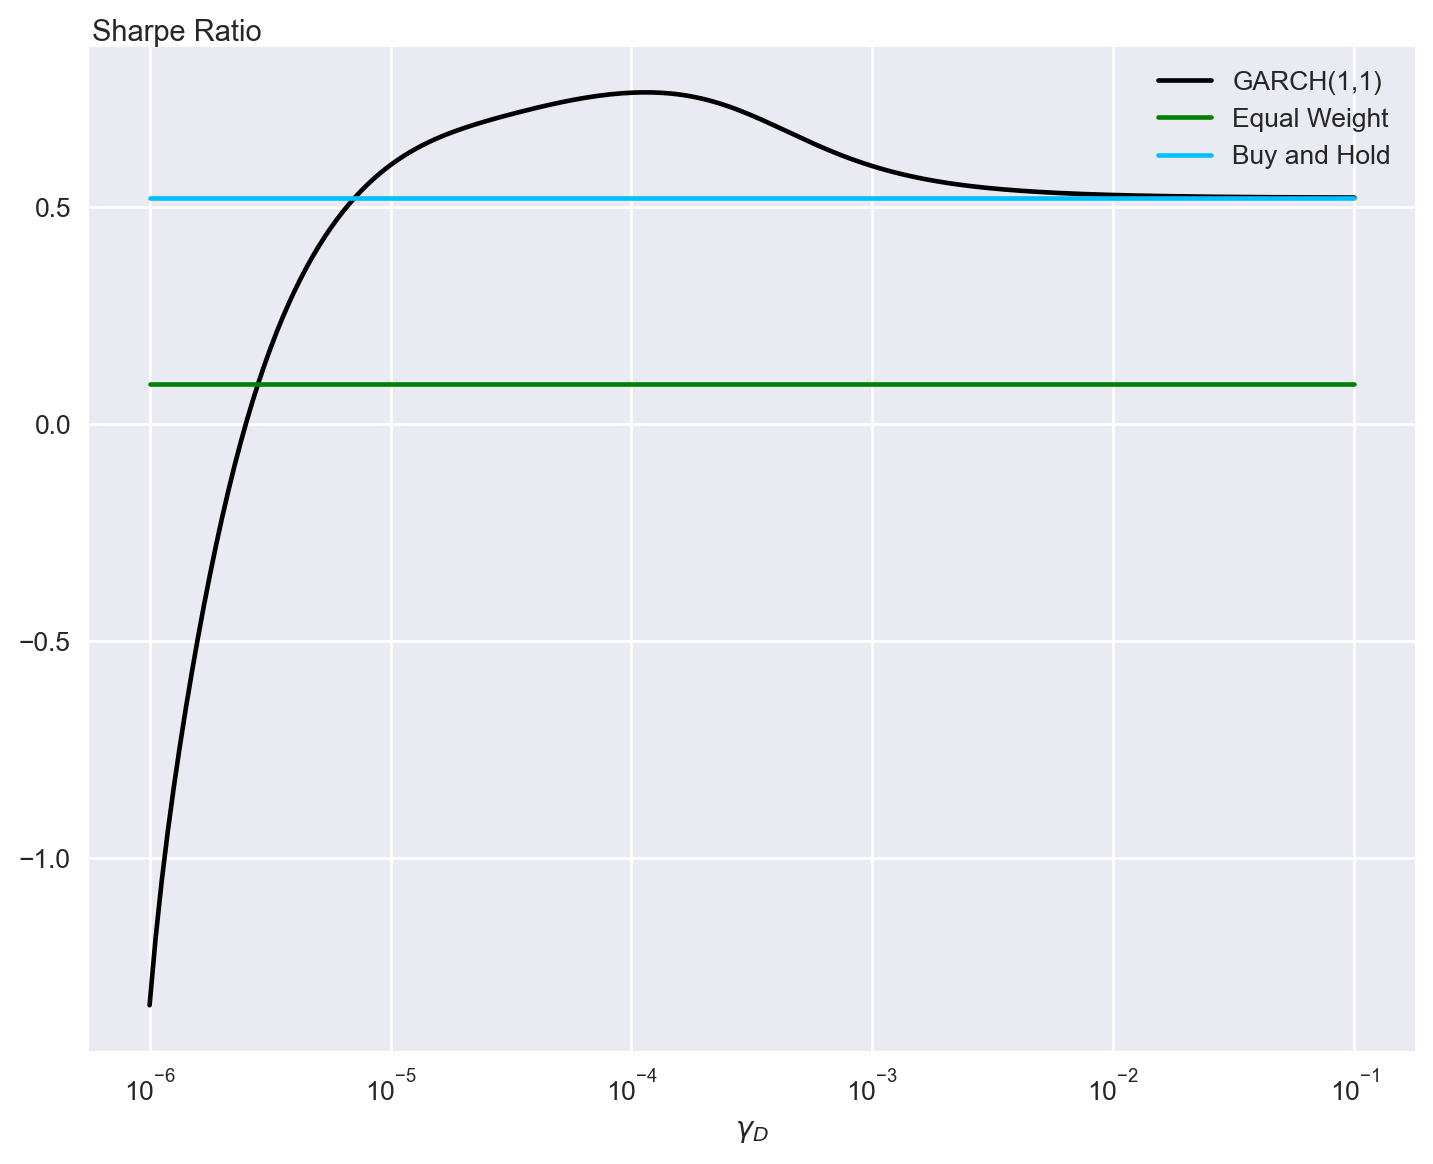 Sharpe Ratio
GARCH(1,1)
Equal Weight
Buy and Hold
0.5
0.0
−0.5
−1.0
10⁻⁶ 10⁻⁵ 10⁻⁴ 10⁻³ 10⁻² 10⁻¹
γ_D